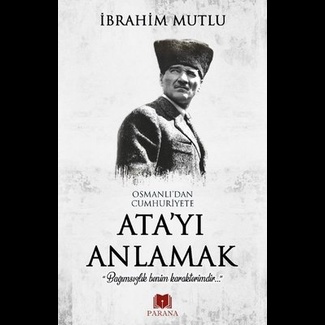 İBRAHİM MUTLU
OSMANLI'DAN
CUMHURİYETE
ATA'YI
ANLAMAK
“Bağımsızlık benim karakterimdir...”
PARANA